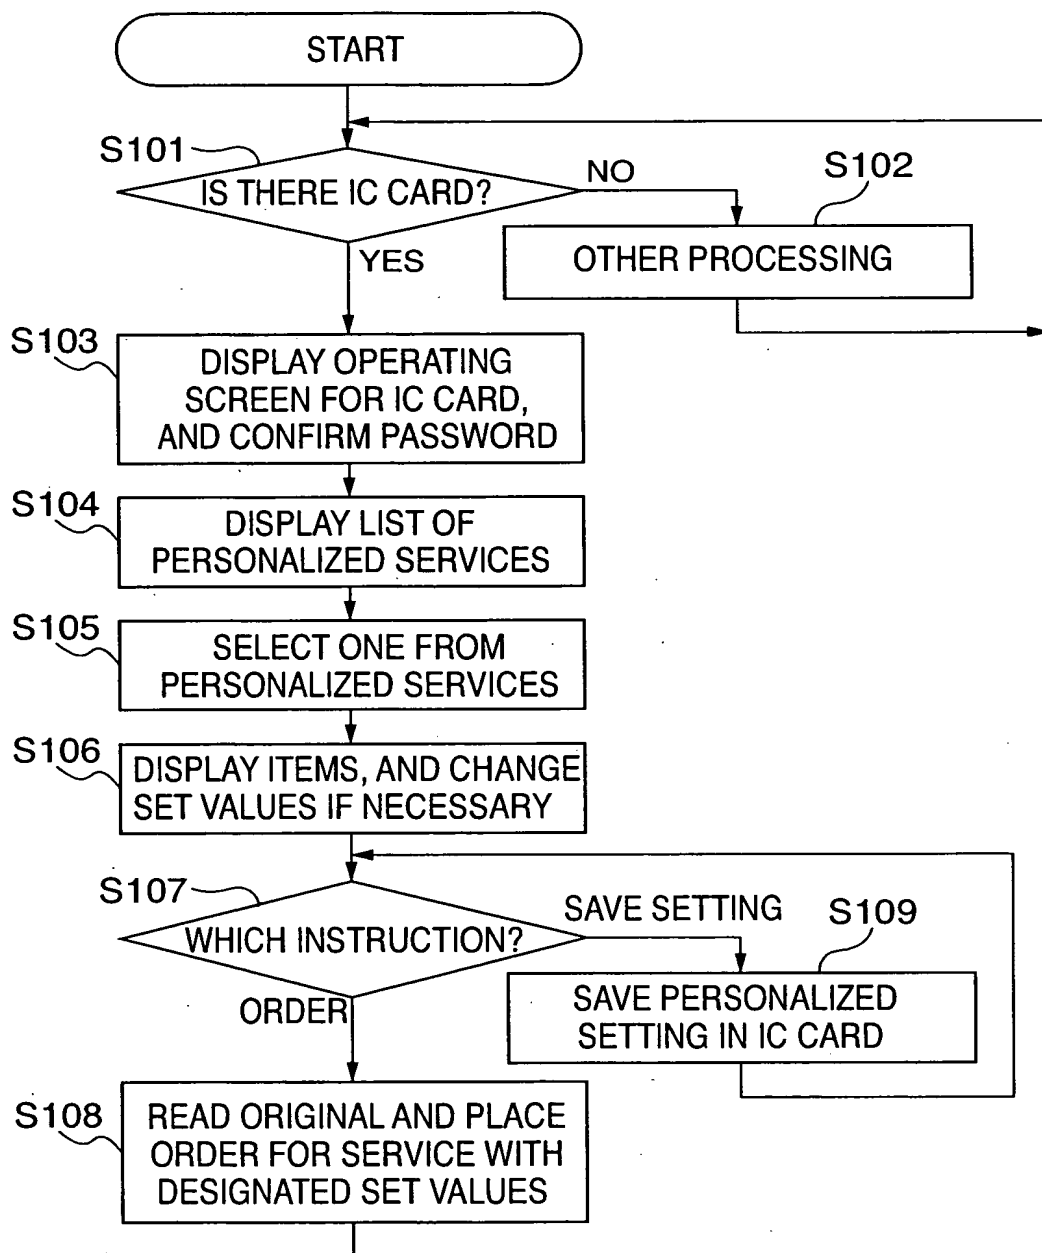 START
S101
IS THERE IC CARD?
NO
S102
OTHER PROCESSING
YES
S103
DISPLAY OPERATING
SCREEN FOR IC CARD,
AND CONFIRM PASSWORD
S104
DISPLAY LIST OF
PERSONALIZED SERVICES
S105
SELECT ONE FROM
PERSONALIZED SERVICES
S106
DISPLAY ITEMS, AND CHANGE
SET VALUES IF NECESSARY
S107
WHICH INSTRUCTION?
SAVE SETTING
S109
SAVE PERSONALIZED
SETTING IN IC CARD
ORDER
S108
READ ORIGINAL AND PLACE
ORDER FOR SERVICE WITH
DESIGNATED SET VALUES